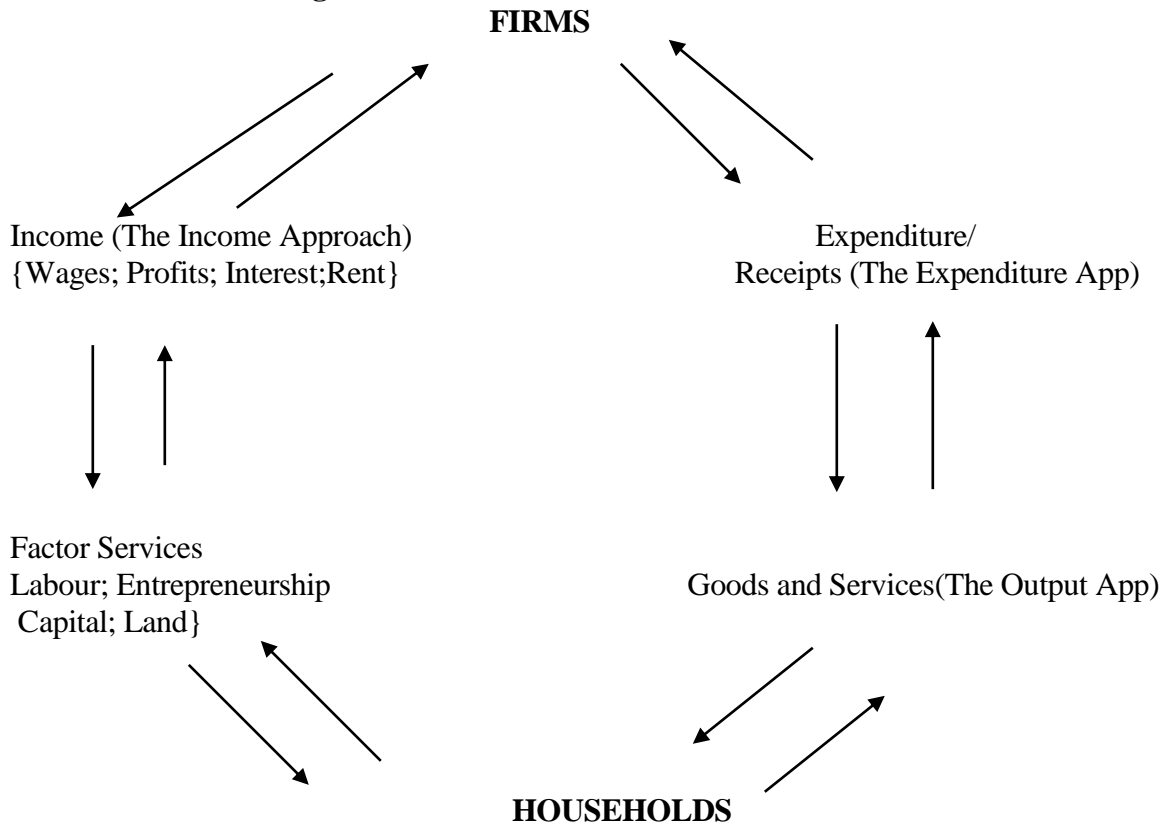 FIRMS
Income (The Income Approach)
{Wages; Profits; Interest;Rent}
Expenditure/
Receipts (The Expenditure App)
Factor Services
Labour; Entrepreneurship
Capital; Land}
Goods and Services(The Output App)
HOUSEHOLDS